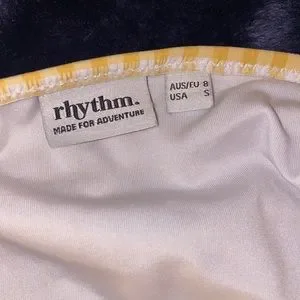 rhythm.
MADE FOR ADVENTURE
AUS/EU 8
USA S